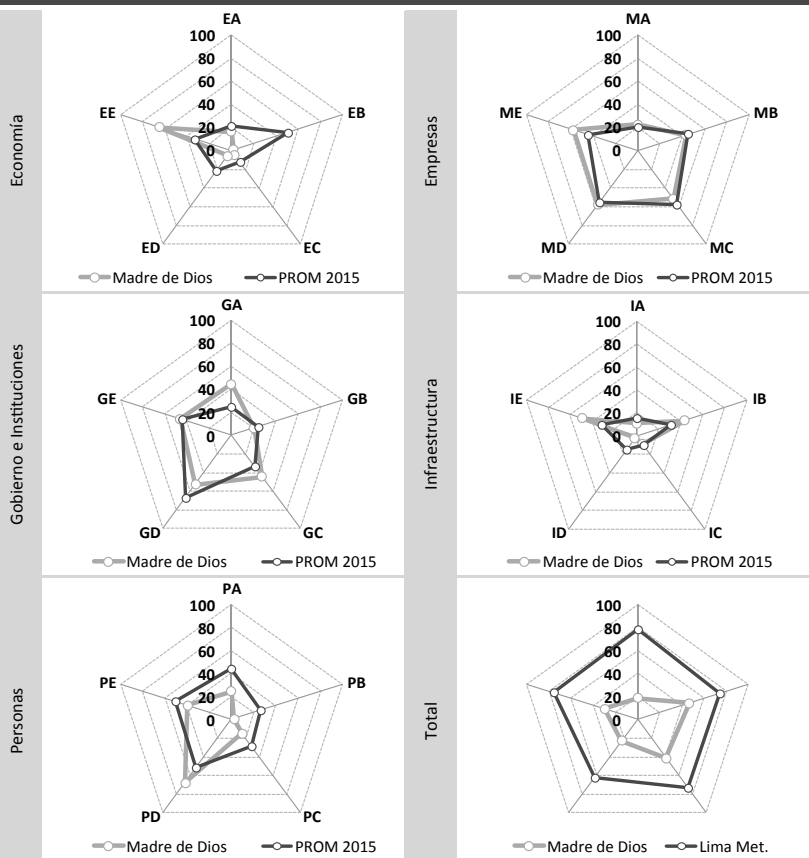 Economía
EA
100
80
60
40
20
0
EB
EC
ED
EE
Madre de Dios
PROM 2015
Empresas
MA
100
80
60
40
20
0
MB
MC
MD
ME
Madre de Dios
PROM 2015
Gobierno e Instituciones
GA
100
80
60
40
20
0
GB
GC
GD
GE
Madre de Dios
PROM 2015
Infraestructura
IA
100
80
60
40
20
0
IB
IC
ID
IE
Madre de Dios
PROM 2015
Personas
PA
100
80
60
40
20
0
PB
PC
PD
PE
Madre de Dios
PROM 2015
Total
100
80
60
40
20
0
Madre de Dios
Lima Met.